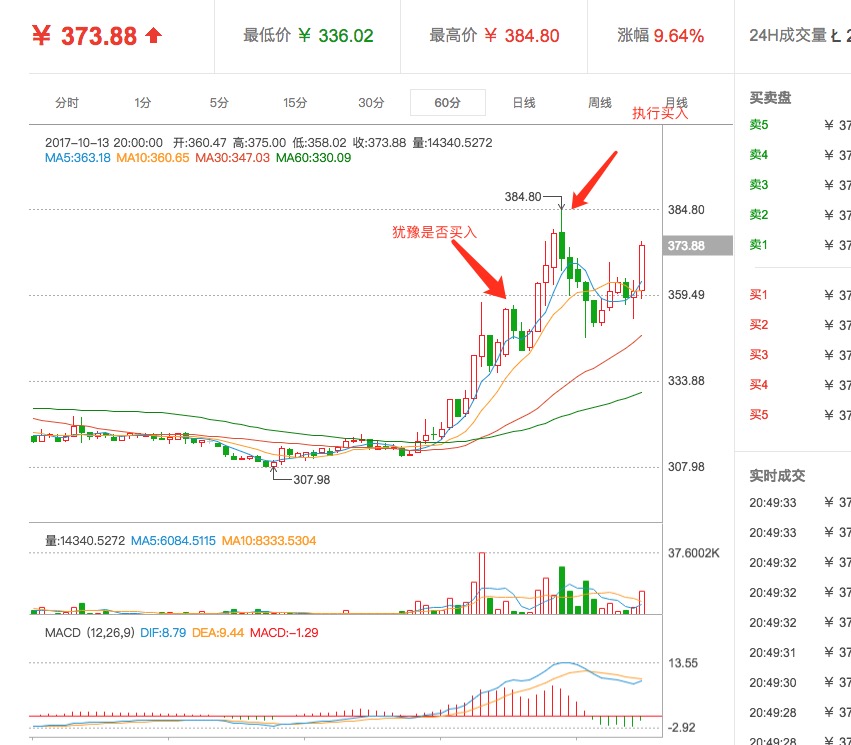 ¥ 373.88
最低价 ¥ 336.02
最高价 ¥ 384.80
涨幅 9.64%
24H成交量 Ł 2
分时 1分 5分 15分 30分 60分 日线 周线 月线
执行买入
2017-10-13 20:00:00 开:360.47 高:375.00 低:358.02 收:373.88 量:14340.5272
MA5:363.18 MA10:360.65 MA30:347.03 MA60:330.09
384.80
384.80
犹豫是否买入
373.88
359.49
333.88
307.98
307.98
量:14340.5272 MA5:6084.5115 MA10:8333.5304
37.6002K
MACD (12,26,9) DIF:8.79 DEA:9.44 MACD:-1.29
13.55
-2.92
买卖盘
卖5 ¥ 37
卖4 ¥ 37
卖3 ¥ 37
卖2 ¥ 37
卖1 ¥ 37
买1 ¥ 37
买2 ¥ 37
买3 ¥ 37
买4 ¥ 37
买5 ¥ 37
实时成交
20:49:33 ¥ 37
20:49:33 ¥ 37
20:49:32 ¥ 37
20:49:32 ¥ 37
20:49:32 ¥ 37
20:49:31 ¥ 37
20:49:30 ¥ 37
20:49:28 ¥ 37
20:49:28 ¥ 37